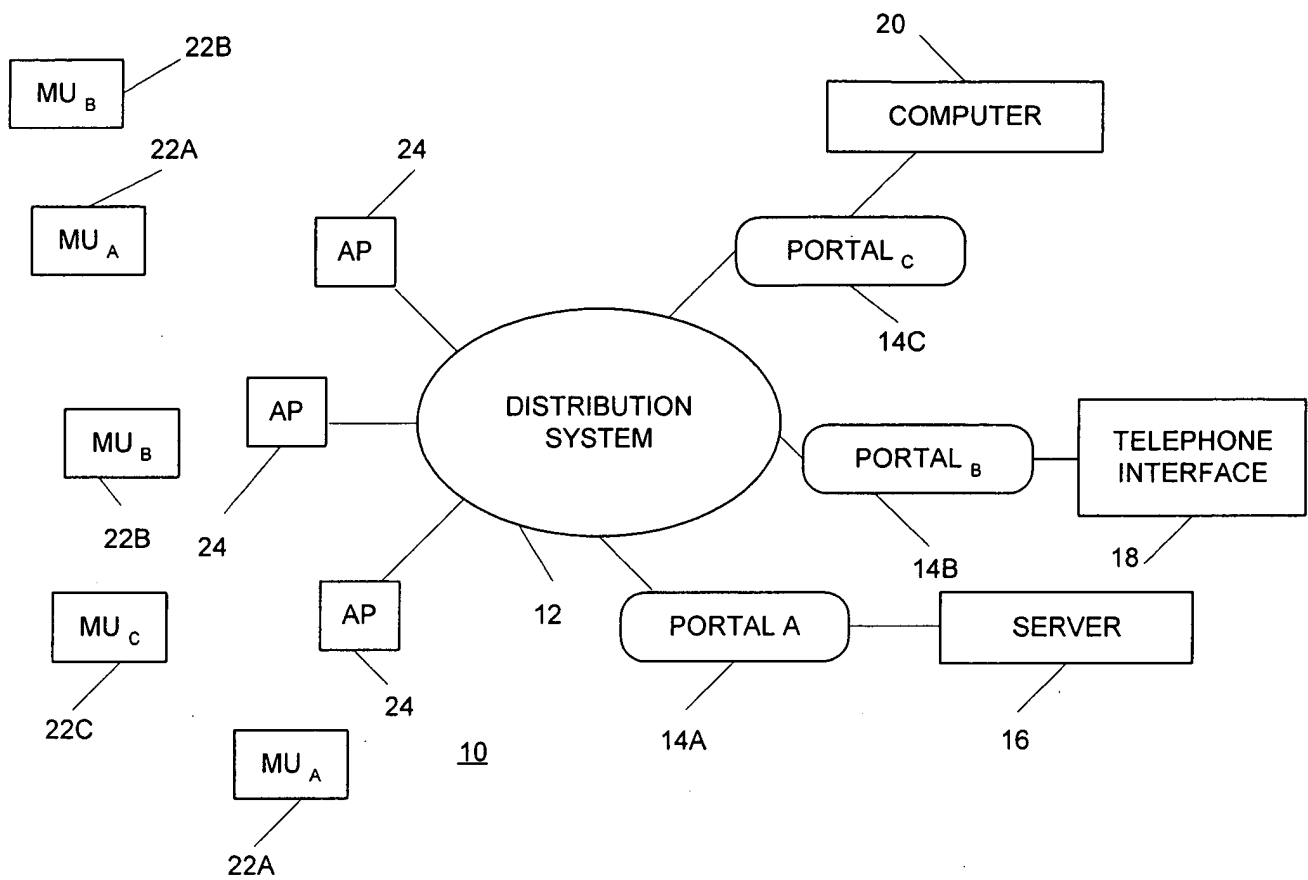 20
22B
MU B
COMPUTER
22A
24
MU A
AP
PORTAL C
14C
DISTRIBUTION
SYSTEM
AP
MU B
PORTAL B
TELEPHONE
INTERFACE
22B
24
14B
18
12
MU C
AP
PORTAL A
SERVER
22C
24
14A
16
10
MU A
22A